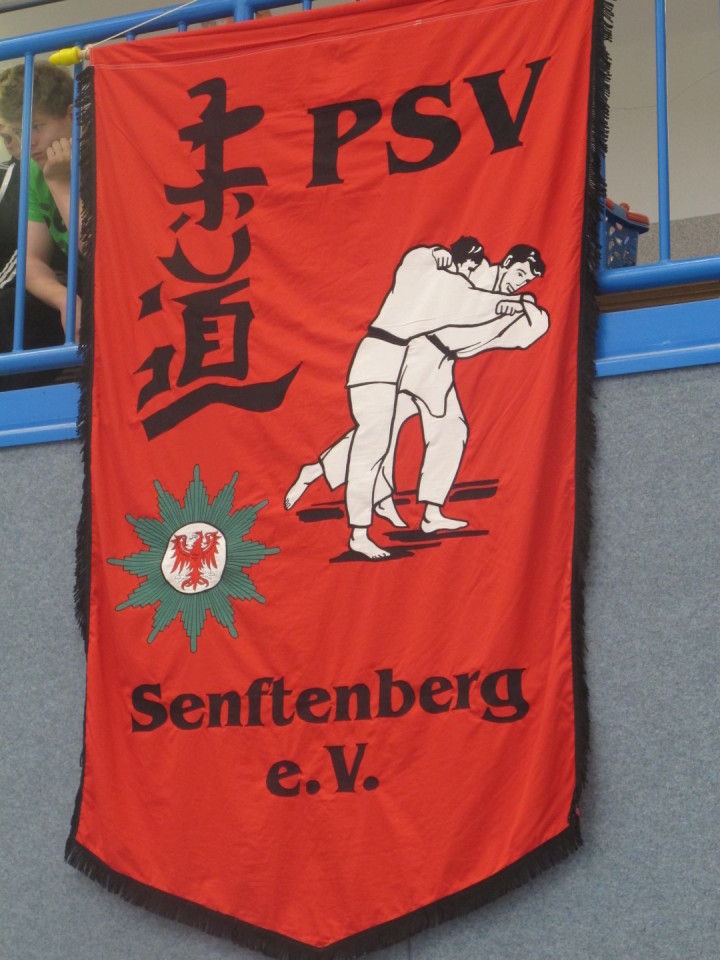 柔道
PSV
Senftenberg
e.V.